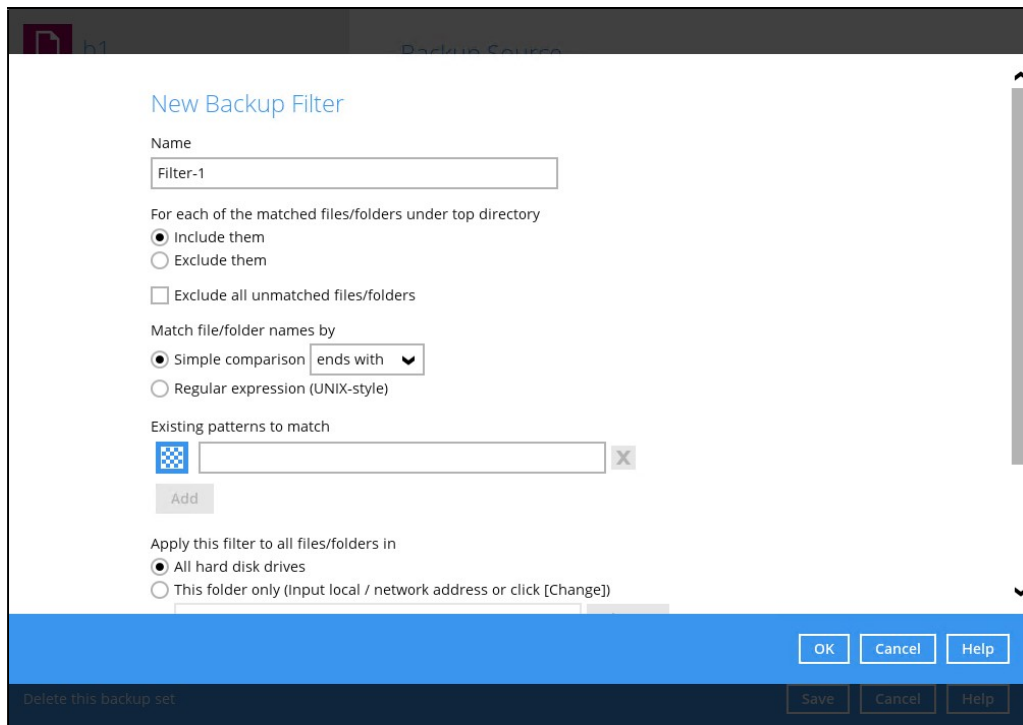 b1
Backup Source
New Backup Filter
Name
Filter-1
For each of the matched files/folders under top directory
Include them
Exclude them
Exclude all unmatched files/folders
Match file/folder names by
Simple comparison ends with
Regular expression (UNIX-style)
Existing patterns to match
X
Add
Apply this filter to all files/folders in
All hard disk drives
This folder only (Input local / network address or click [Change])
OK Cancel Help
Delete this backup set Save Cancel Help